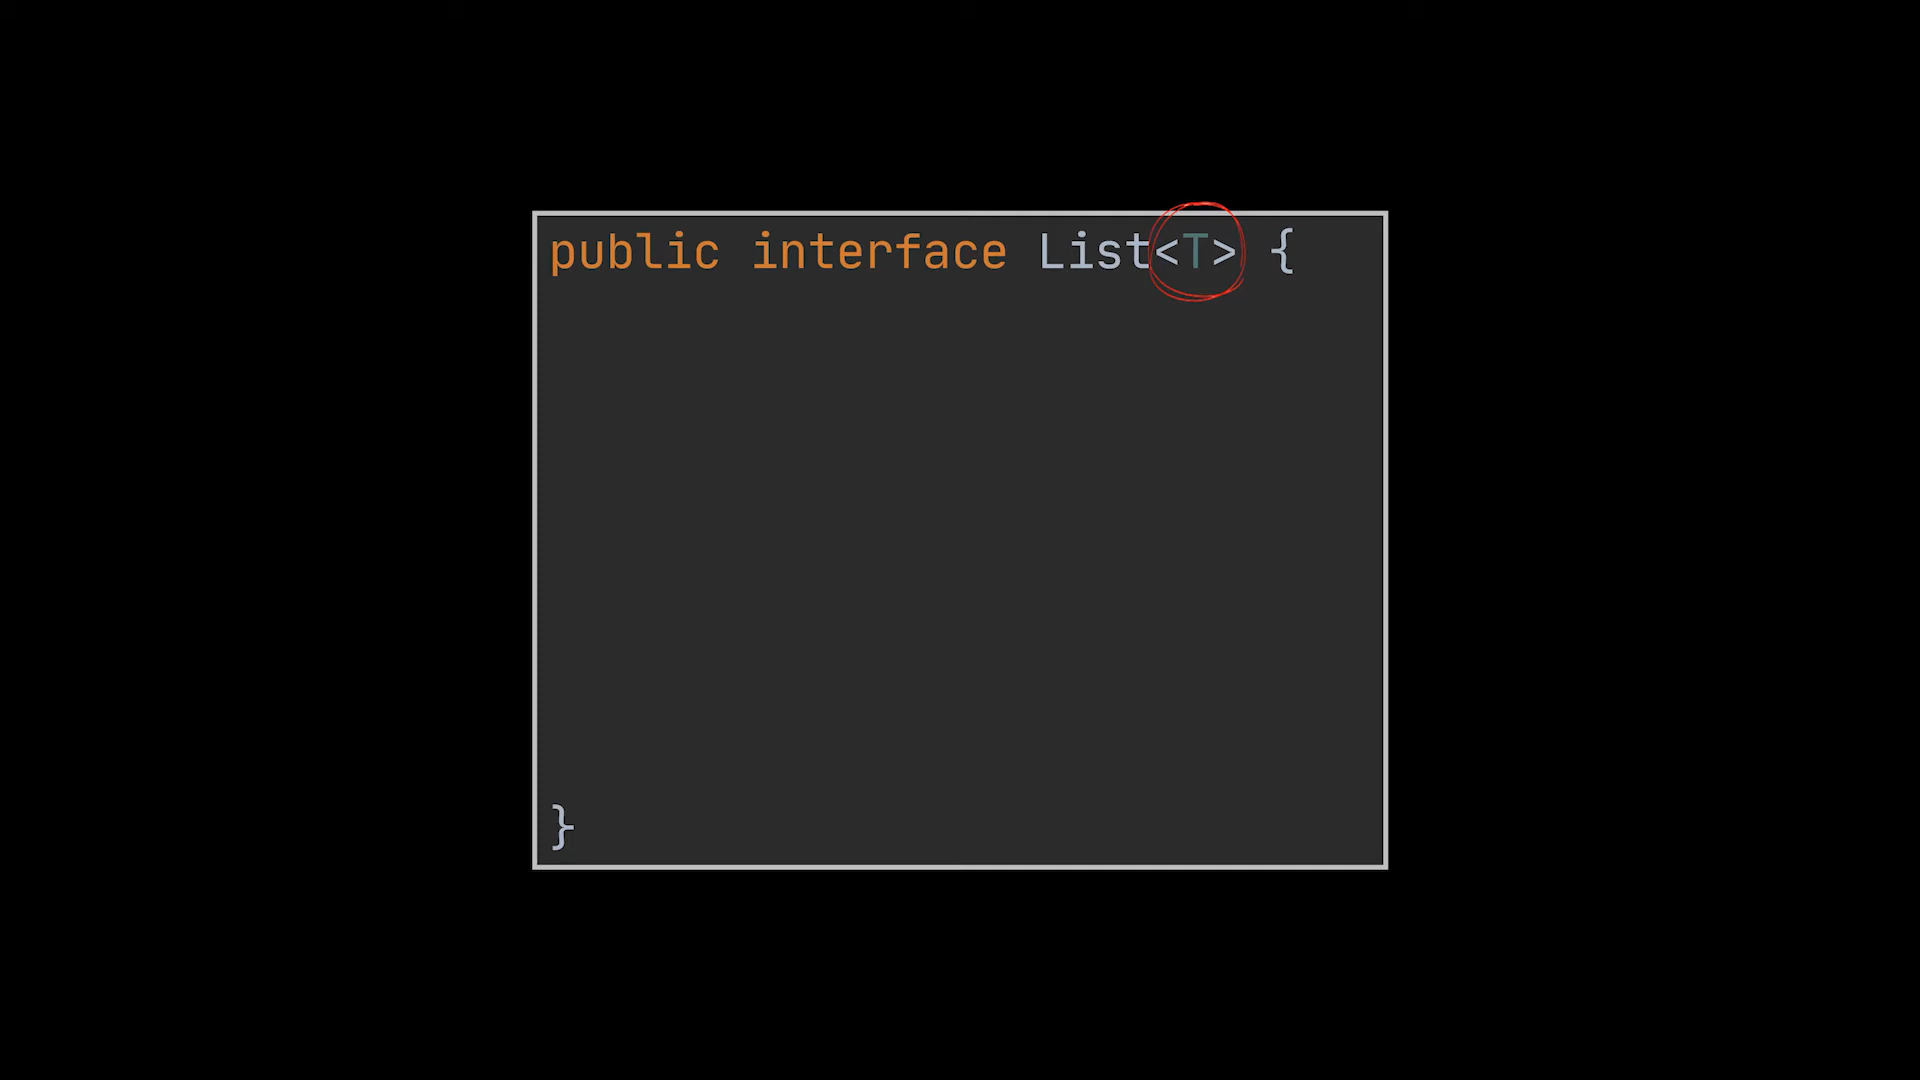 public interface List<T> {
}